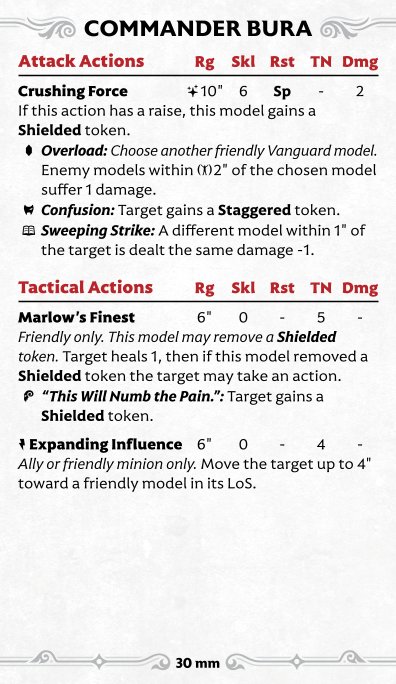 COMMANDER BURA
Attack Actions Rg Skl Rst TN Dmg
Crushing Force 10" 6 Sp - 2
If this action has a raise, this model gains a
Shielded token.
Overload: Choose another friendly Vanguard model.
Enemy models within 2" of the chosen model
suffer 1 damage.
Confusion: Target gains a Staggered token.
Sweeping Strike: A different model within 1" of
the target is dealt the same damage -1.
Tactical Actions Rg Skl Rst TN Dmg
Marlow's Finest 6" 0 - 5 -
Friendly only. This model may remove a Shielded
token. Target heals 1, then if this model removed a
Shielded token the target may take an action.
"This Will Numb the Pain.": Target gains a
Shielded token.
Expanding Influence 6" 0 - 4 -
Ally or friendly minion only. Move the target up to 4"
toward a friendly model in its LoS.
30 mm